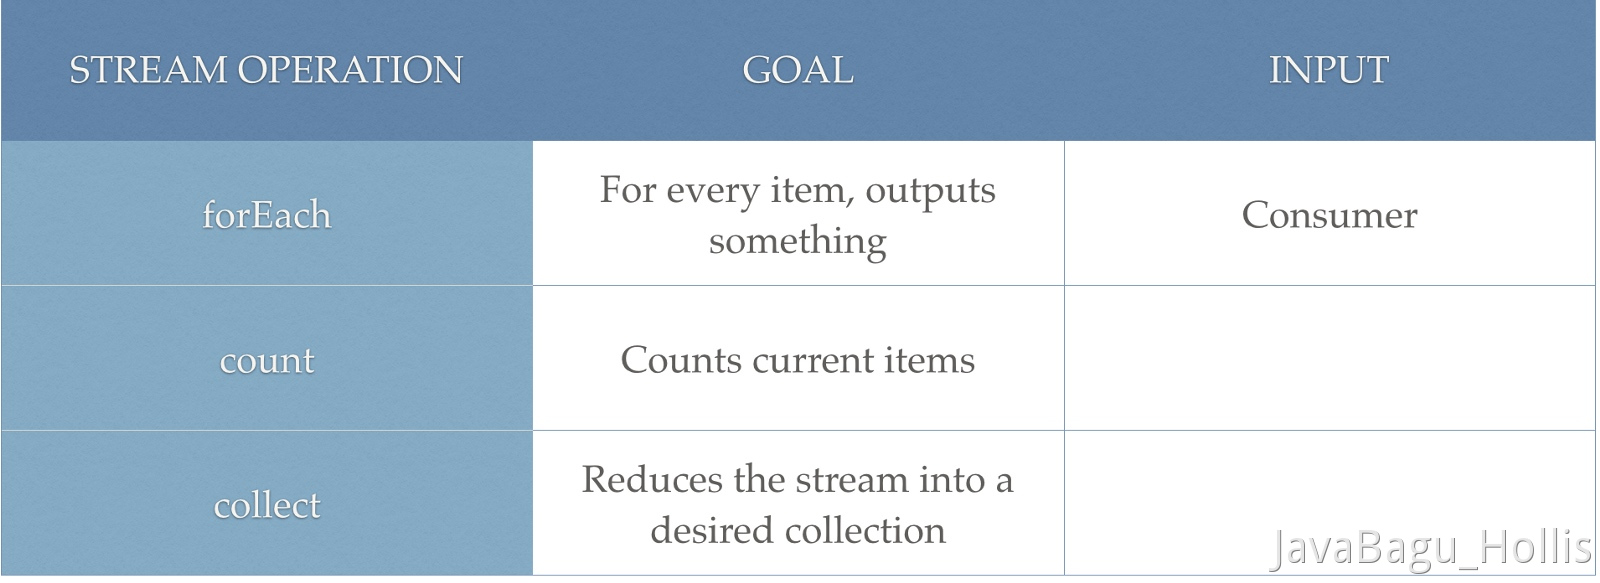 STREAM OPERATION GOAL INPUT
forEach For every item, outputs something Consumer
count Counts current items
collect Reduces the stream into a desired collection
JavaBagu_Hollis